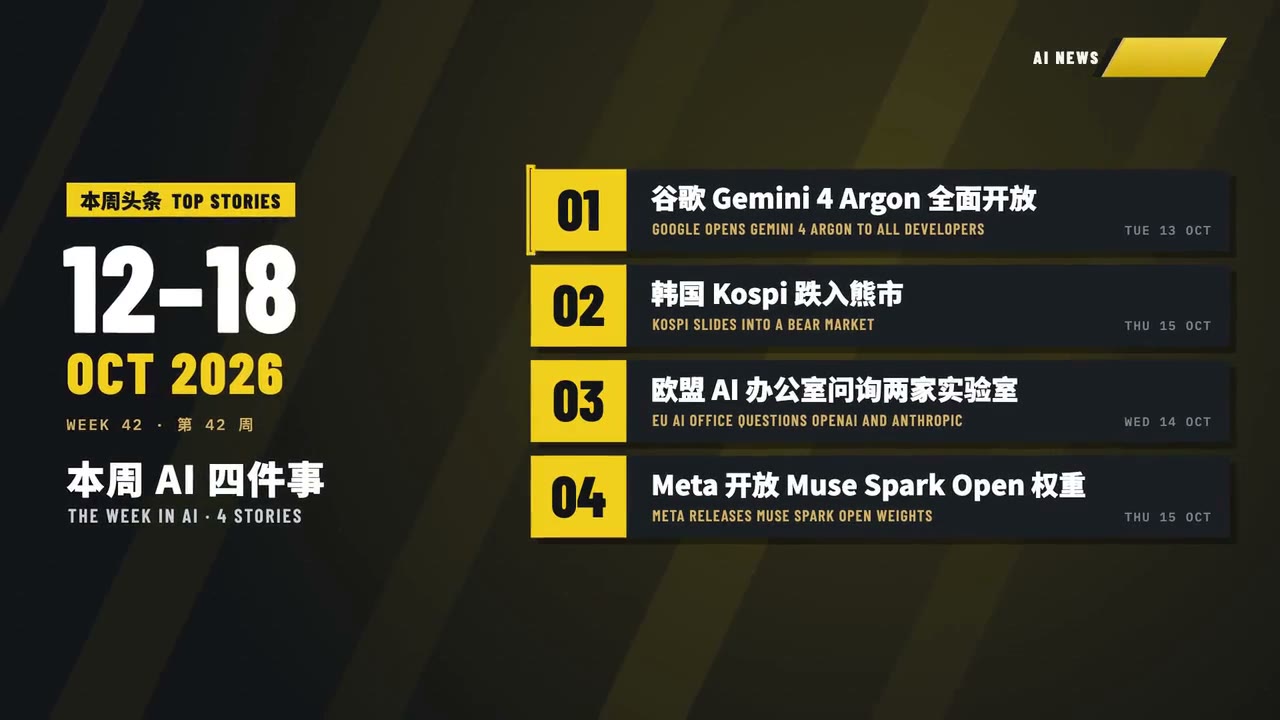 AI NEWS
本周头条 TOP STORIES
12–18
OCT 2026
WEEK 42 · 第 42 周
本周 AI 四件事
THE WEEK IN AI · 4 STORIES
01
谷歌 Gemini 4 Argon 全面开放
GOOGLE OPENS GEMINI 4 ARGON TO ALL DEVELOPERS
TUE 13 OCT
02
韩国 Kospi 跌入熊市
KOSPI SLIDES INTO A BEAR MARKET
THU 15 OCT
03
欧盟 AI 办公室问询两家实验室
EU AI OFFICE QUESTIONS OPENAI AND ANTHROPIC
WED 14 OCT
04
Meta 开放 Muse Spark Open 权重
META RELEASES MUSE SPARK OPEN WEIGHTS
THU 15 OCT